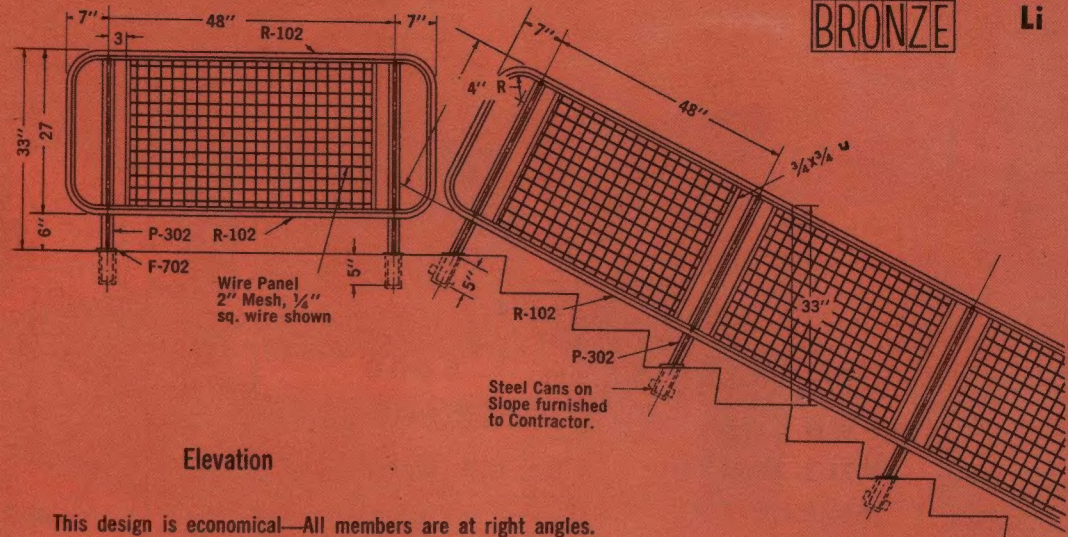 BRONZE
Li
7" 48" 7"
R-102
3
33"
27
6"
P-302 R-102
F-702
5"
Wire Panel
2" Mesh, 1/4"
sq. wire shown
7"
4" R
48"
3/4 x 3/4
5"
R-102
33"
P-302
Steel Cans on
Slope furnished
to Contractor.
Elevation
This design is economical—All members are at right angles.